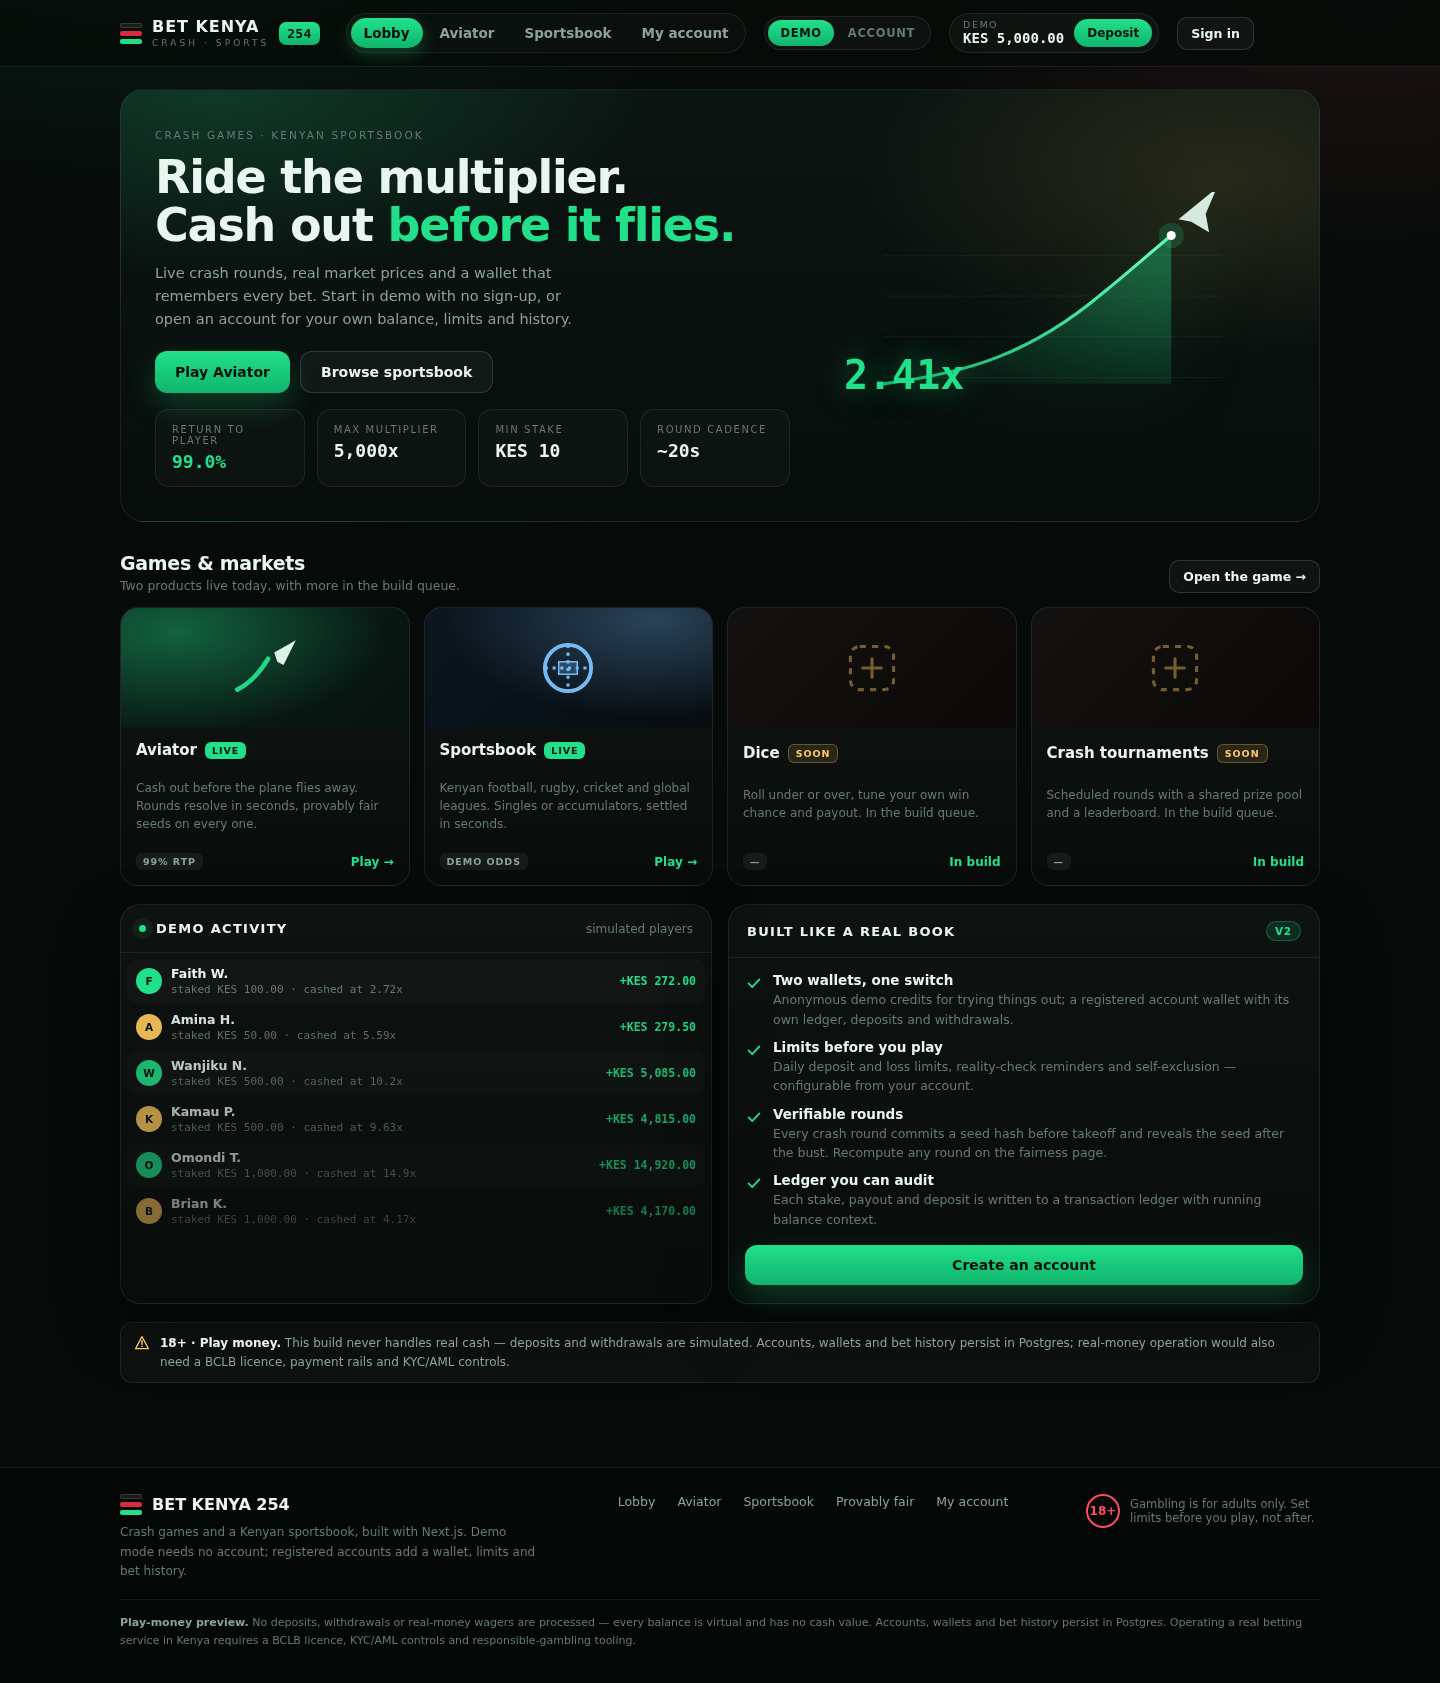 BET KENYA
CRASH · SPORTS
254
Lobby
Aviator
Sportsbook
My account
DEMO
ACCOUNT
DEMO
KES 5,000.00
Deposit
Sign in
CRASH GAMES · KENYAN SPORTSBOOK
Ride the multiplier.
Cash out before it flies.
Live crash rounds, real market prices and a wallet that
remembers every bet. Start in demo with no sign-up, or
open an account for your own balance, limits and history.
Play Aviator
Browse sportsbook
RETURN TO
PLAYER
99.0%
MAX MULTIPLIER
5,000x
MIN STAKE
KES 10
ROUND CADENCE
~20s
2.41x
Games & markets
Two products live today, with more in the build queue.
Open the game →
Aviator LIVE
Cash out before the plane flies away.
Rounds resolve in seconds, provably fair
seeds on every one.
99% RTP
Play →
Sportsbook LIVE
Kenyan football, rugby, cricket and global
leagues. Singles or accumulators, settled
in seconds.
DEMO ODDS
Play →
Dice SOON
Roll under or over, tune your own win
chance and payout. In the build queue.
—
In build
Crash tournaments SOON
Scheduled rounds with a shared prize pool
and a leaderboard. In the build queue.
—
In build
DEMO ACTIVITY
simulated players
F
Faith W.
staked KES 100.00 · cashed at 2.72x
+KES 272.00
A
Amina H.
staked KES 50.00 · cashed at 5.59x
+KES 279.50
W
Wanjiku N.
staked KES 500.00 · cashed at 10.2x
+KES 5,085.00
K
Kamau P.
staked KES 500.00 · cashed at 9.63x
+KES 4,815.00
O
Omondi T.
staked KES 1,000.00 · cashed at 14.9x
+KES 14,920.00
B
Brian K.
staked KES 1,000.00 · cashed at 4.17x
+KES 4,170.00
BUILT LIKE A REAL BOOK
V2
Two wallets, one switch
Anonymous demo credits for trying things out; a registered account wallet with its
own ledger, deposits and withdrawals.
Limits before you play
Daily deposit and loss limits, reality-check reminders and self-exclusion —
configurable from your account.
Verifiable rounds
Every crash round commits a seed hash before takeoff and reveals the seed after
the bust. Recompute any round on the fairness page.
Ledger you can audit
Each stake, payout and deposit is written to a transaction ledger with running
balance context.
Create an account
18+ · Play money. This build never handles real cash — deposits and withdrawals are simulated. Accounts, wallets and bet history persist in Postgres; real-money operation would also
need a BCLB licence, payment rails and KYC/AML controls.
BET KENYA 254
Crash games and a Kenyan sportsbook, built with Next.js. Demo
mode needs no account; registered accounts add a wallet, limits and
bet history.
Lobby
Aviator
Sportsbook
Provably fair
My account
18+
Gambling is for adults only. Set
limits before you play, not after.
Play-money preview. No deposits, withdrawals or real-money wagers are processed — every balance is virtual and has no cash value. Accounts, wallets and bet history persist in Postgres. Operating a real betting
service in Kenya requires a BCLB licence, KYC/AML controls and responsible-gambling tooling.